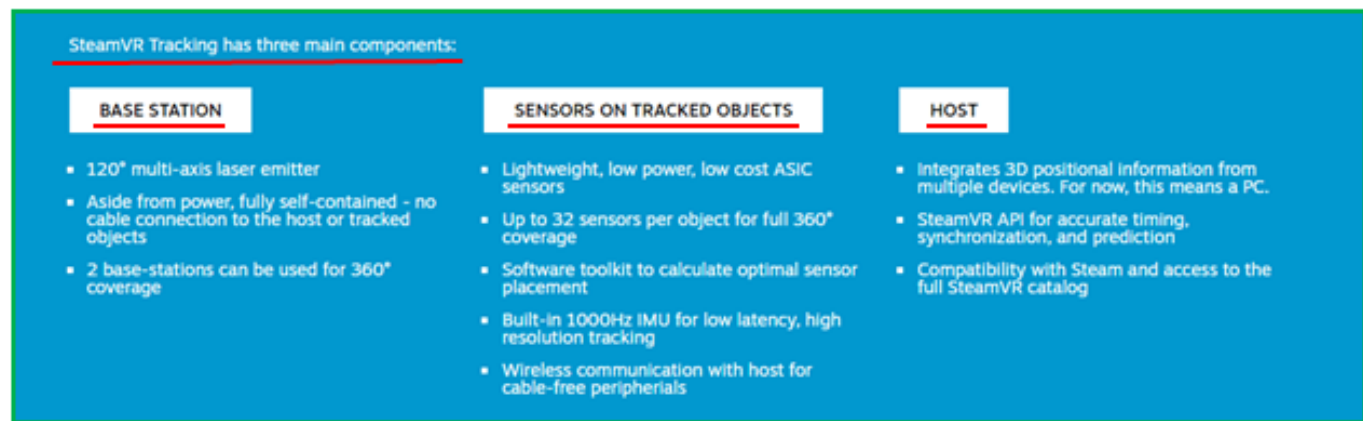 SteamVR Tracking has three main components:
BASE STATION
▪ 120° multi-axis laser emitter
▪ Aside from power, fully self-contained - no
cable connection to the host or tracked
objects
▪ 2 base-stations can be used for 360°
coverage
SENSORS ON TRACKED OBJECTS
▪ Lightweight, low power, low cost ASIC
sensors
▪ Up to 32 sensors per object for full 360°
coverage
▪ Software toolkit to calculate optimal sensor
placement
▪ Built-in 1000Hz IMU for low latency, high
resolution tracking
▪ Wireless communication with host for
cable-free peripherials
HOST
▪ Integrates 3D positional information from
multiple devices. For now, this means a PC.
▪ SteamVR API for accurate timing,
synchronization, and prediction
▪ Compatibility with Steam and access to the
full SteamVR catalog